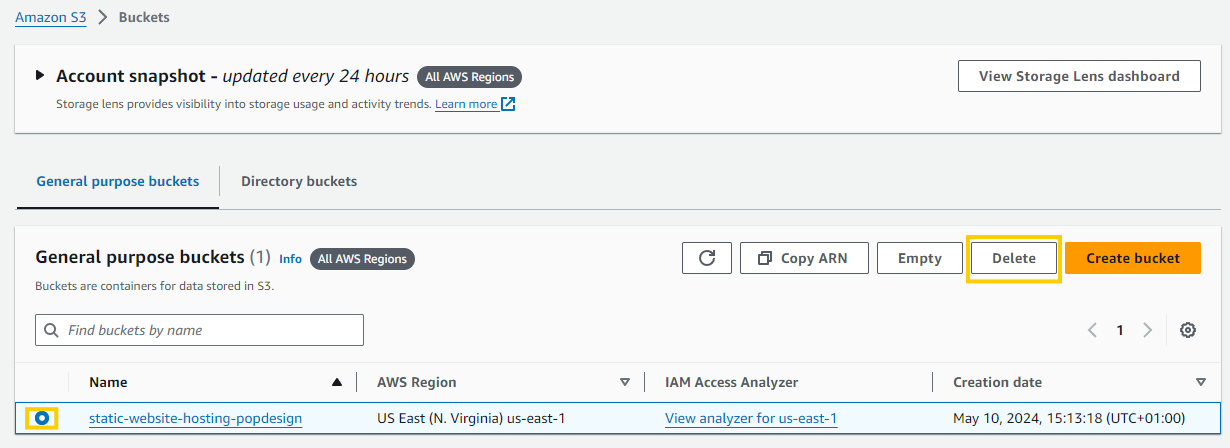 Amazon S3 > Buckets
Account snapshot - updated every 24 hours All AWS Regions View Storage Lens dashboard
Storage lens provides visibility into storage usage and activity trends. Learn more
General purpose buckets Directory buckets
General purpose buckets (1) Info All AWS Regions Copy ARN Empty Delete Create bucket
Buckets are containers for data stored in S3.
Find buckets by name 1
Name AWS Region IAM Access Analyzer Creation date
static-website-hosting-popdesign US East (N. Virginia) us-east-1 View analyzer for us-east-1 May 10, 2024, 15:13:18 (UTC+01:00)